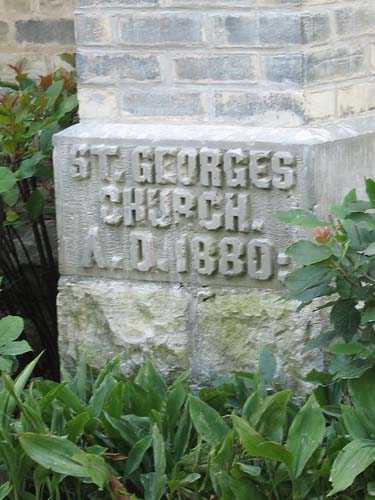 ST. GEORGES
CHURCH.
A.D. 1880.